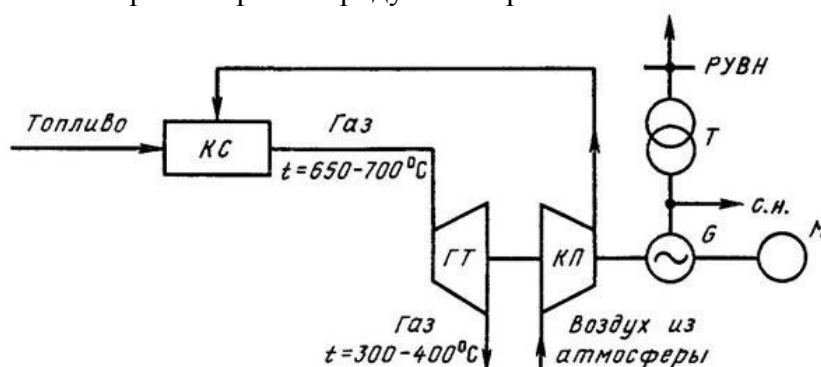 РУВН
Топливо
Газ
КС
t=650-700°С
Т
с.н.
G
М
ГТ
КП
Газ
t=300-400°С
Воздух из
атмосферы